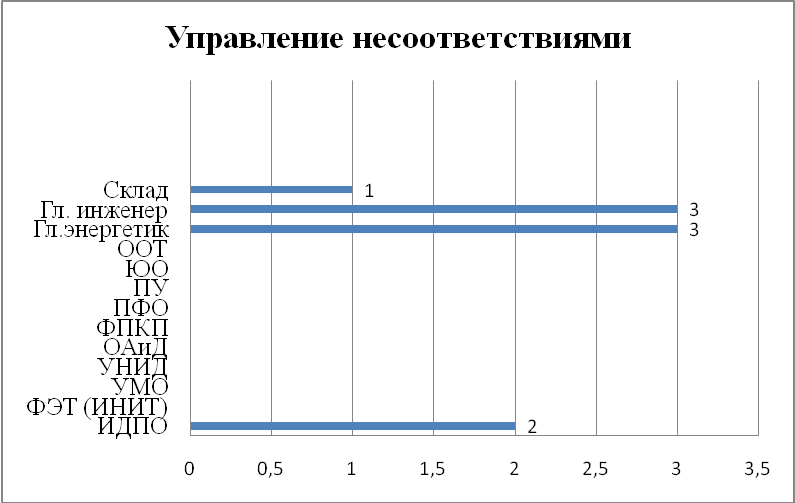 Управление несоответствиями
Склад
1
Гл. инженер
3
Гл.энергетик
3
ООТ
ЮО
ПУ
ПФО
ФПКП
ОАиД
УНИД
УМО
ФЭТ (ИНИТ)
ИДПО
2
0 0,5 1 1,5 2 2,5 3 3,5